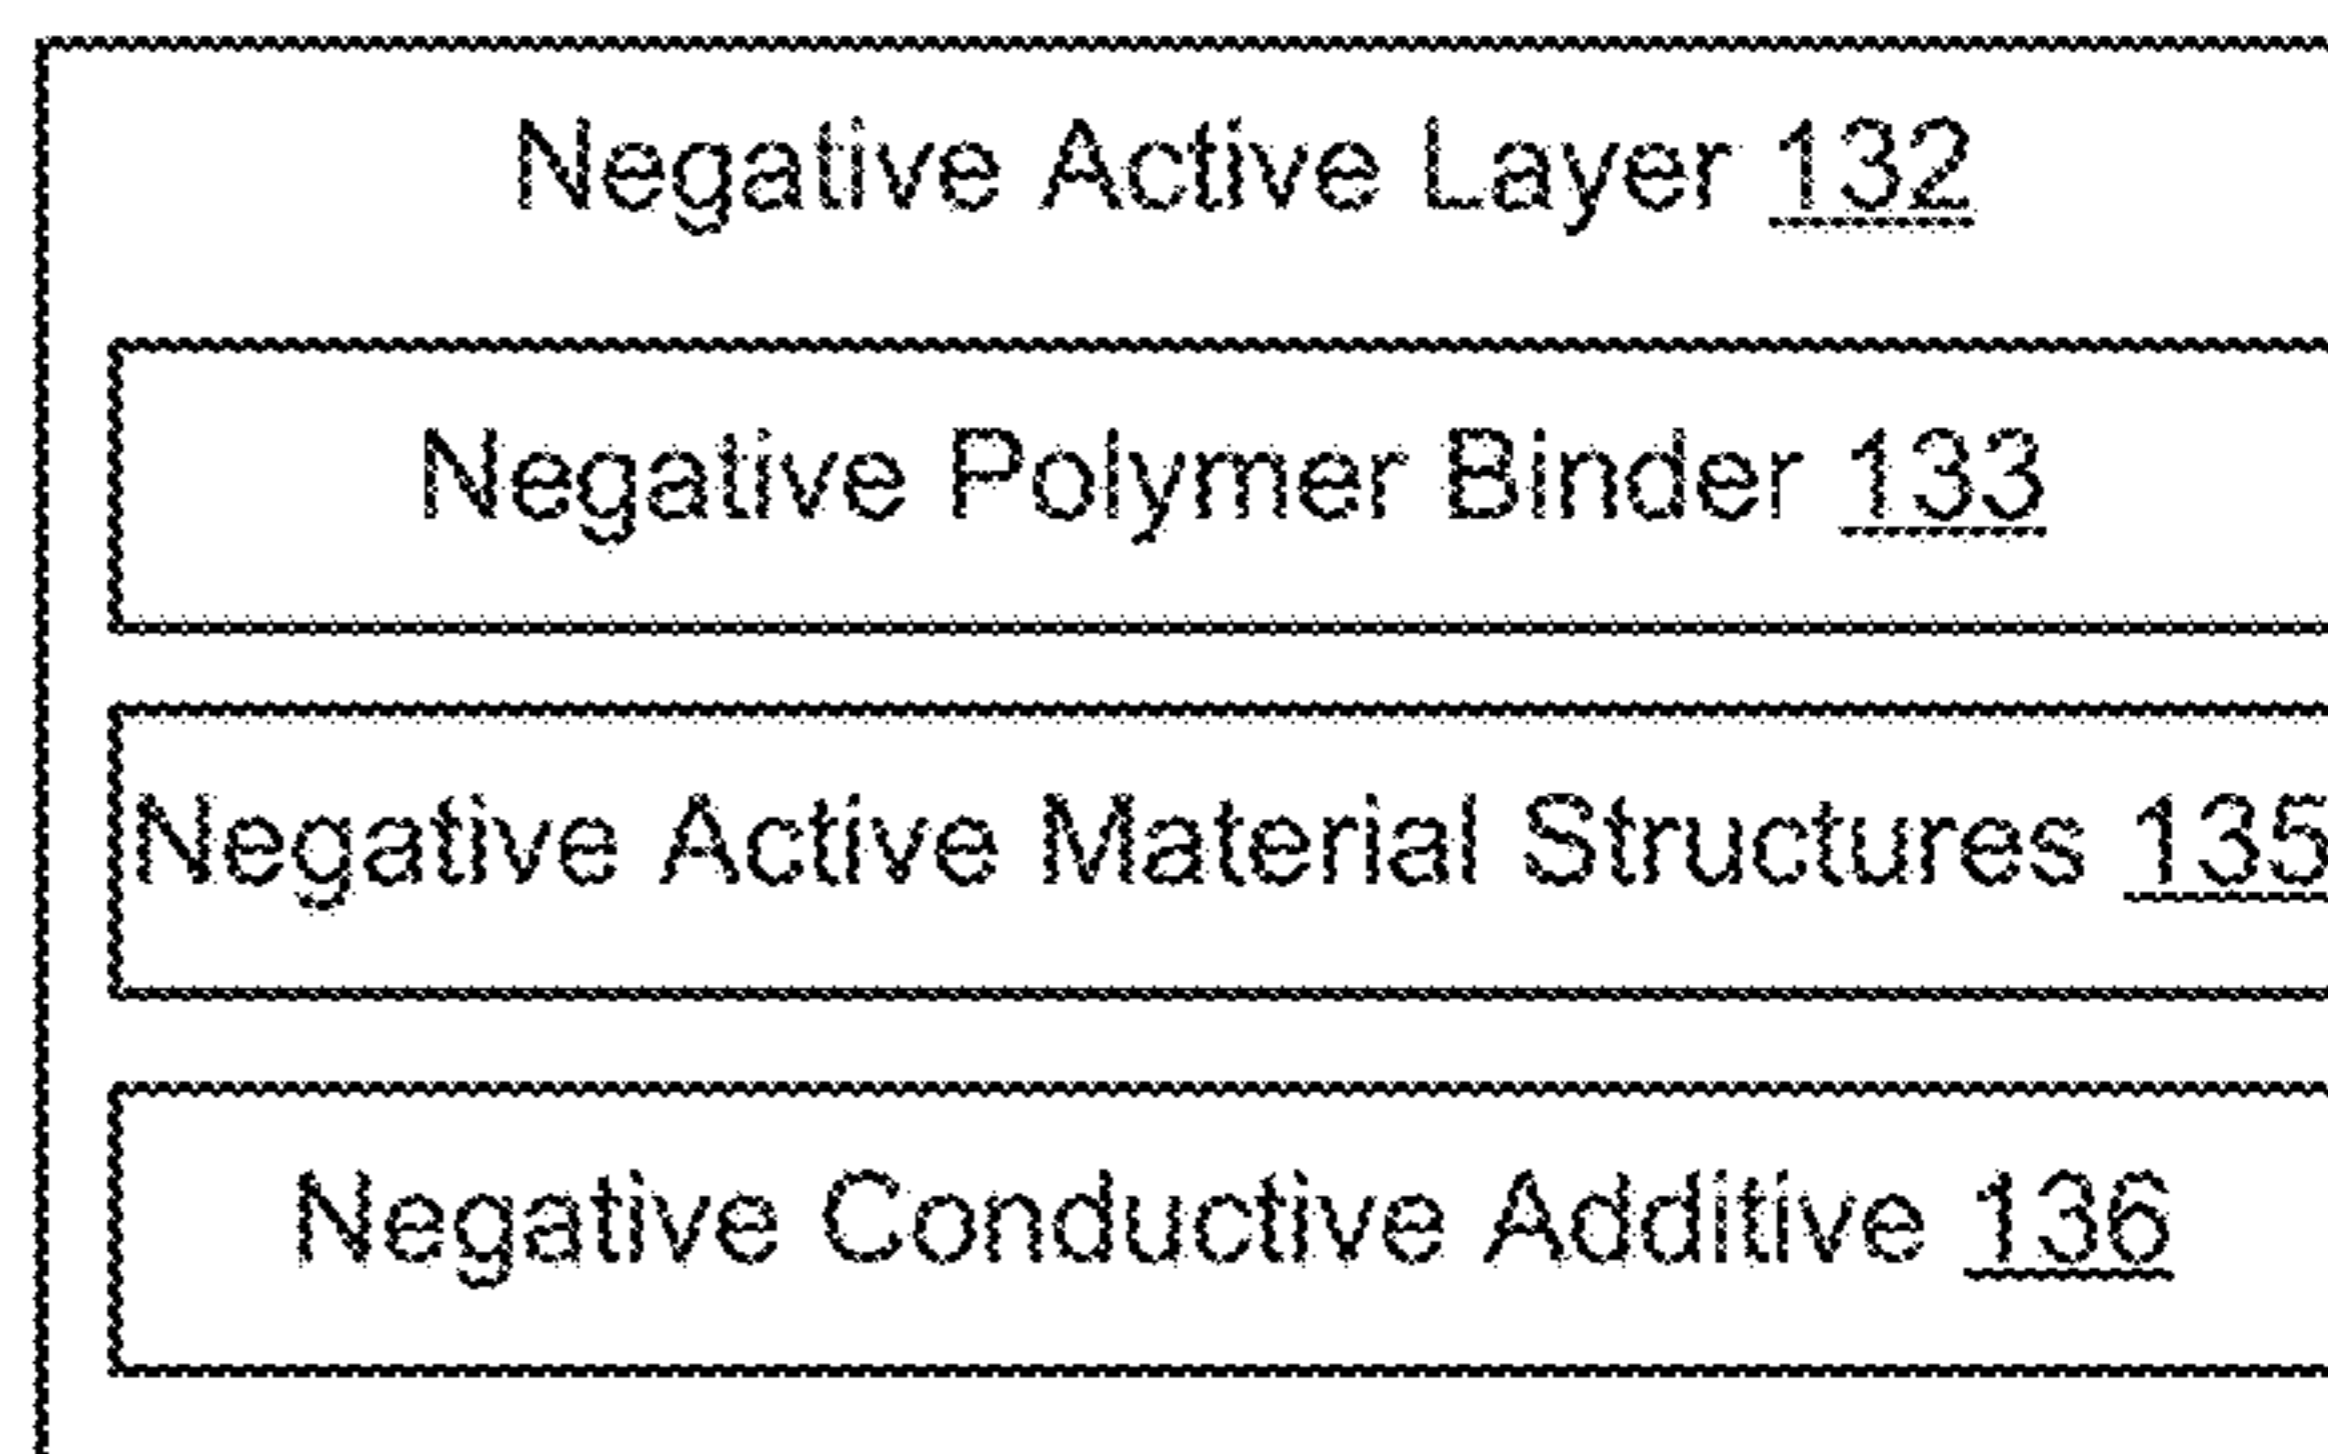 Negative Active Layer 132
Negative Polymer Binder 133
Negative Active Material Structures 135
Negative Conductive Additive 136